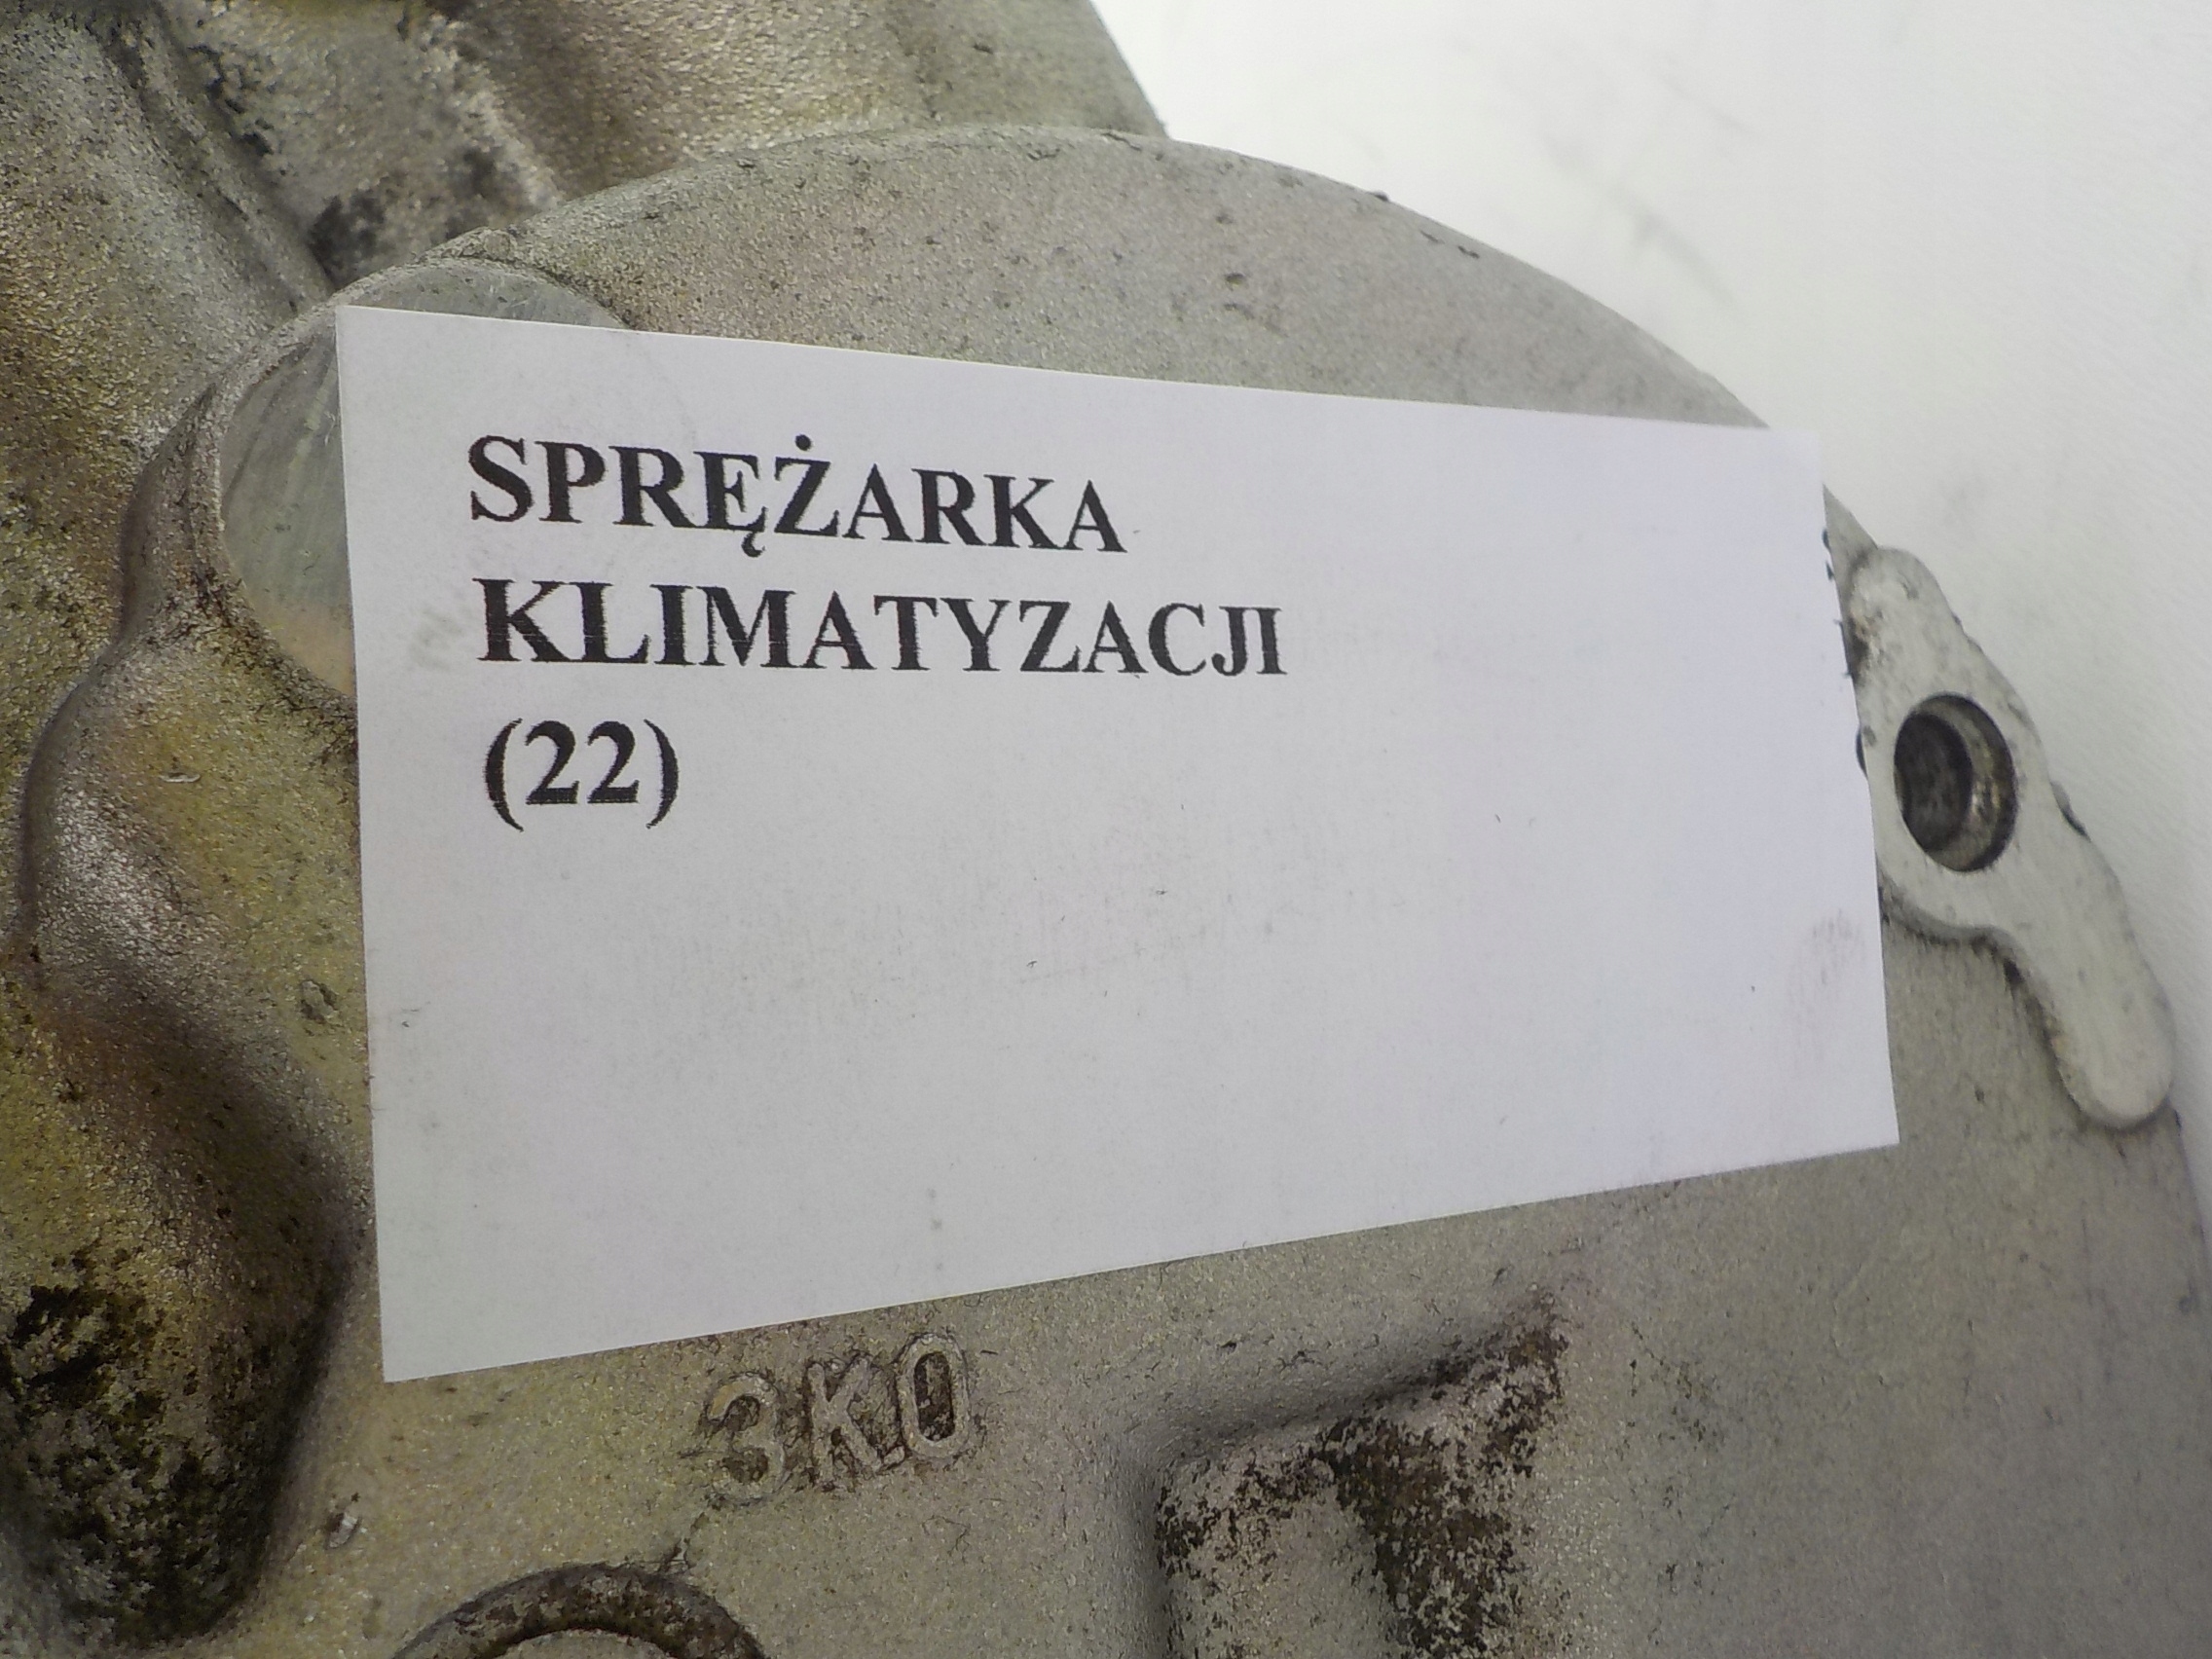 SPRĘŻARKA
KLIMATYZACJI
(22)
3K0